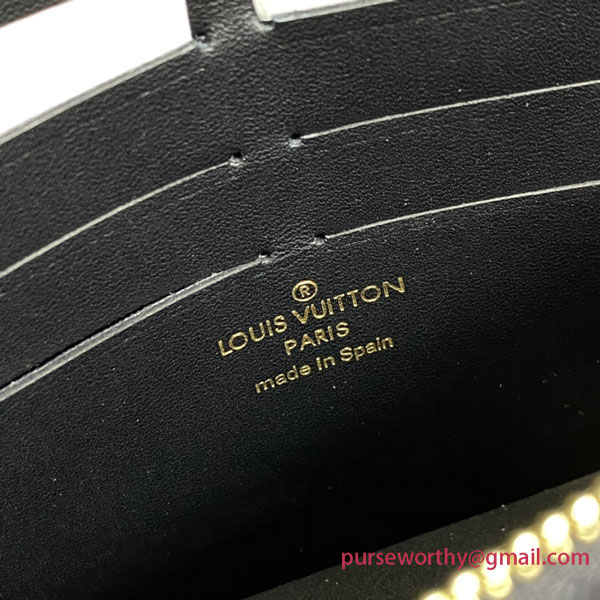 ®
LOUIS VUITTON
PARIS
made in Spain
purseworthy@gmail.com